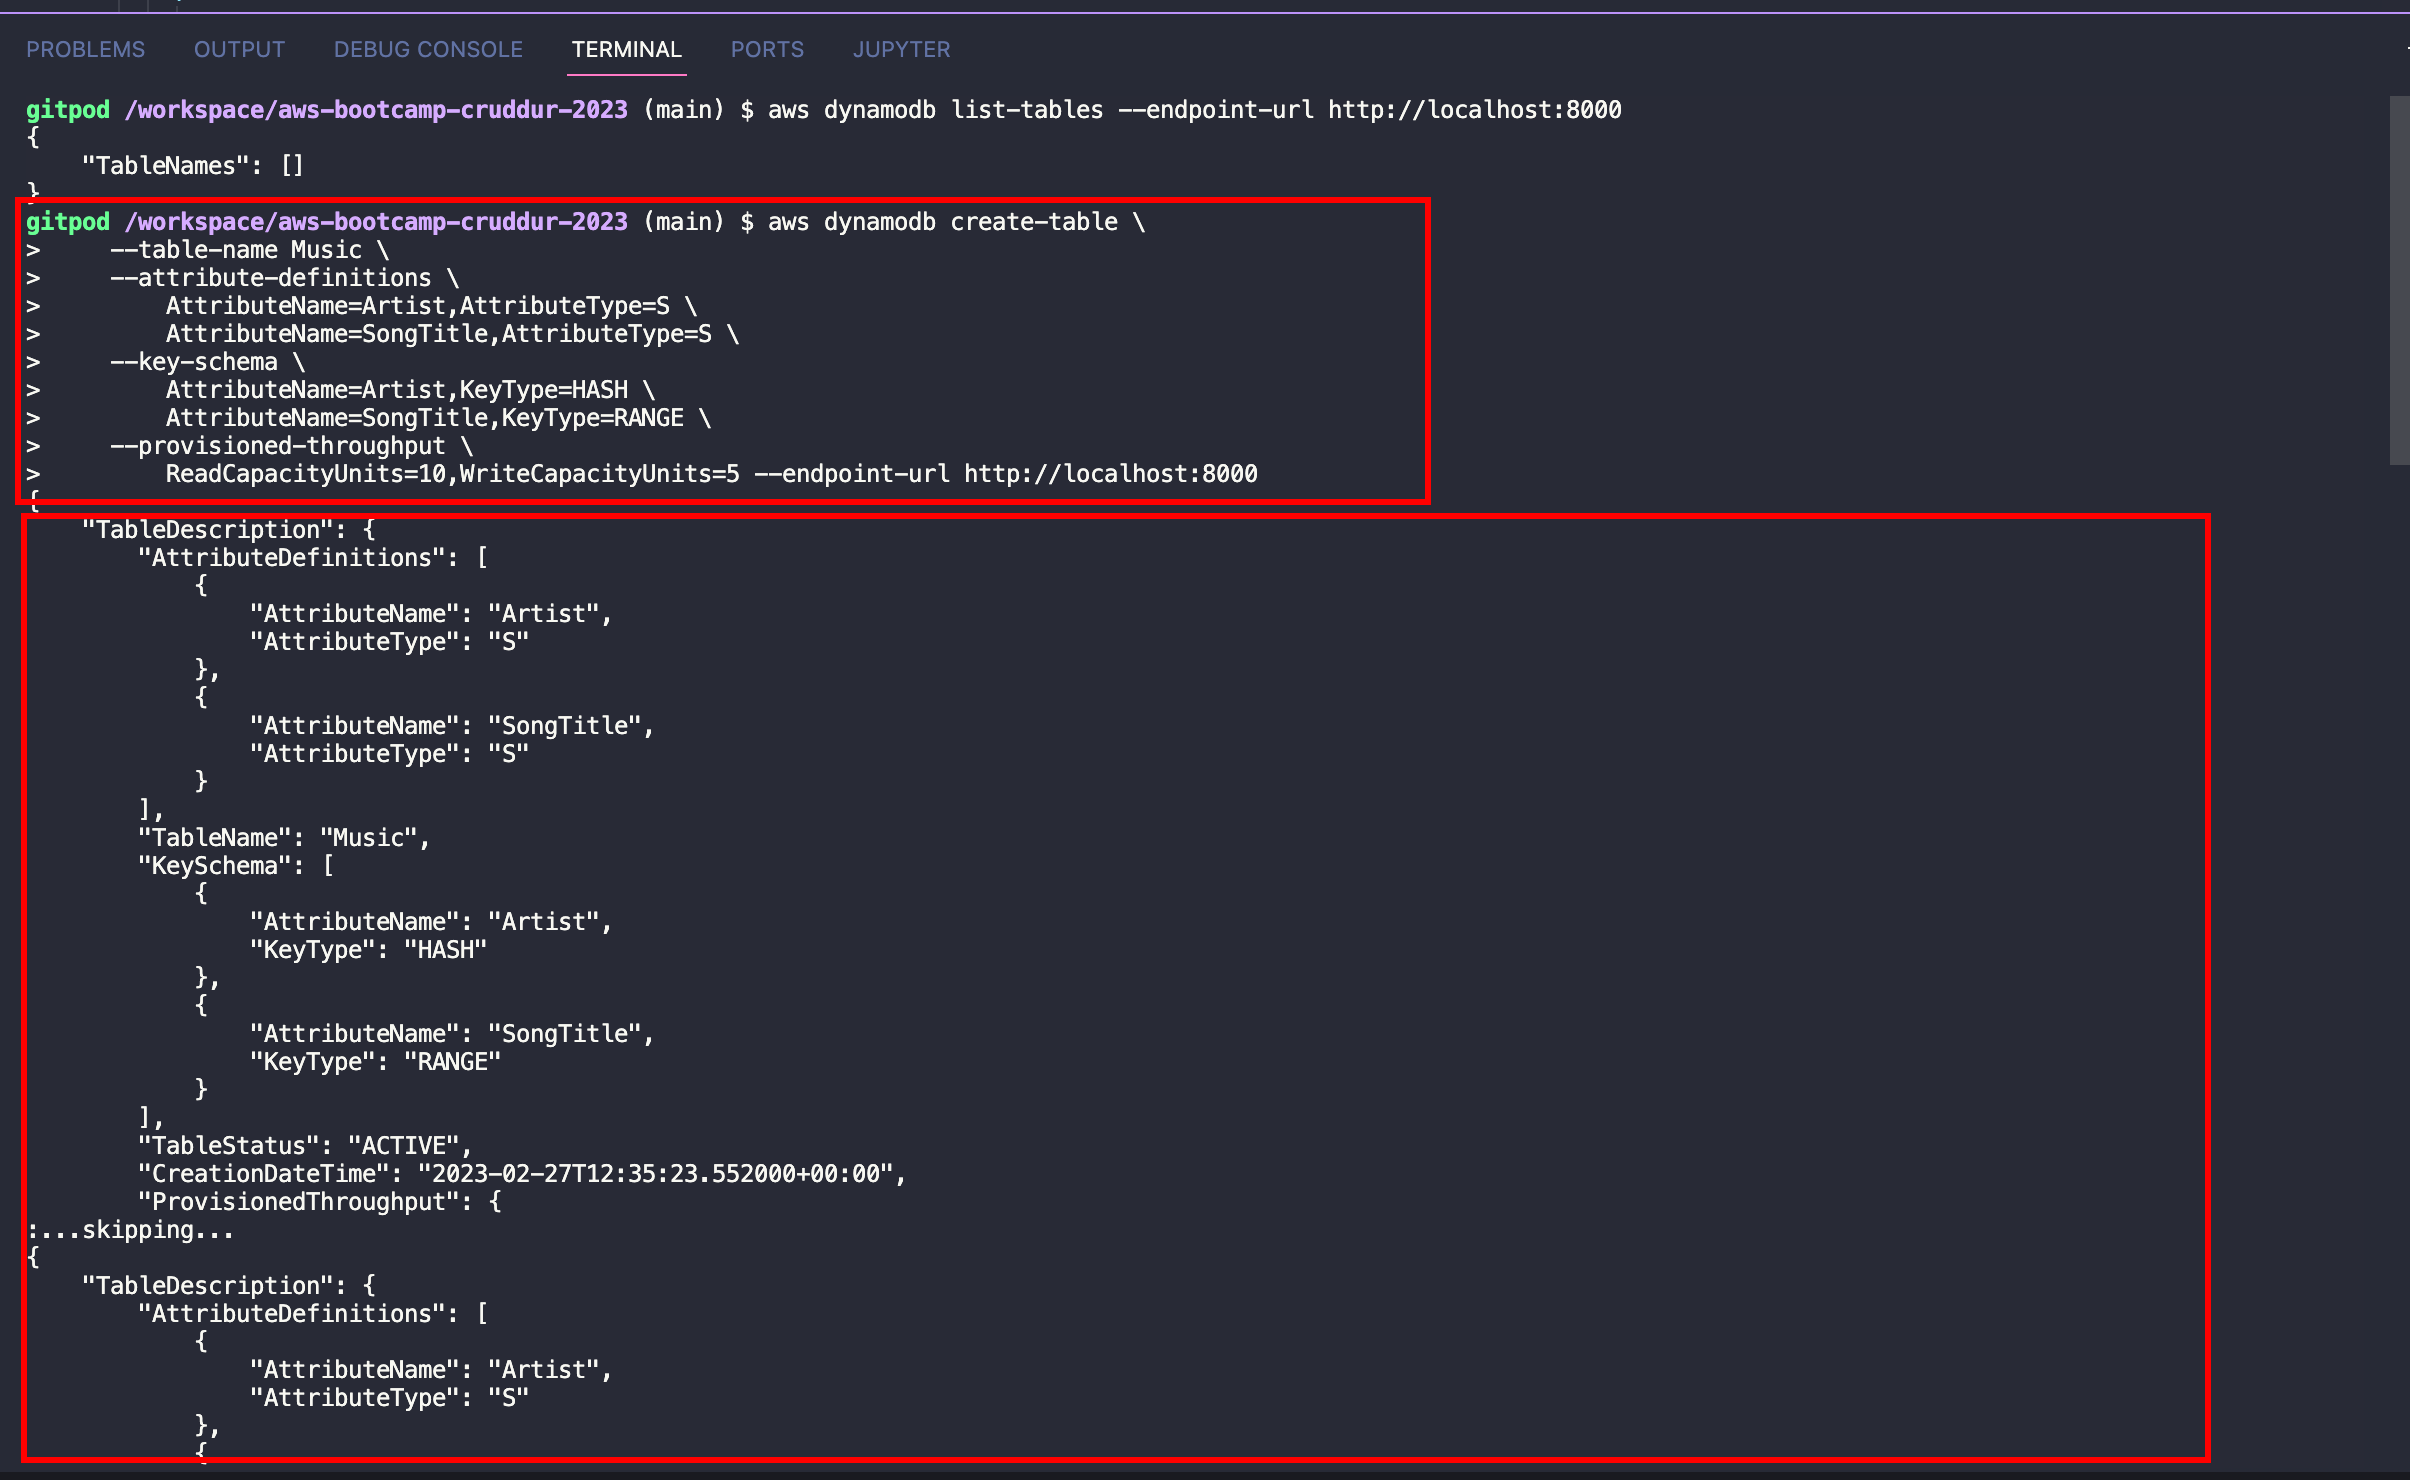 PROBLEMS OUTPUT DEBUG CONSOLE TERMINAL PORTS JUPYTER
gitpod /workspace/aws-bootcamp-cruddur-2023 (main) $ aws dynamodb list-tables --endpoint-url http://localhost:8000
{
    "TableNames": []
}
gitpod /workspace/aws-bootcamp-cruddur-2023 (main) $ aws dynamodb create-table \
>     --table-name Music \
>     --attribute-definitions \
>         AttributeName=Artist,AttributeType=S \
>         AttributeName=SongTitle,AttributeType=S \
>     --key-schema \
>         AttributeName=Artist,KeyType=HASH \
>         AttributeName=SongTitle,KeyType=RANGE \
>     --provisioned-throughput \
>         ReadCapacityUnits=10,WriteCapacityUnits=5 --endpoint-url http://localhost:8000
{
    "TableDescription": {
        "AttributeDefinitions": [
            {
                "AttributeName": "Artist",
                "AttributeType": "S"
            },
            {
                "AttributeName": "SongTitle",
                "AttributeType": "S"
            }
        ],
        "TableName": "Music",
        "KeySchema": [
            {
                "AttributeName": "Artist",
                "KeyType": "HASH"
            },
            {
                "AttributeName": "SongTitle",
                "KeyType": "RANGE"
            }
        ],
        "TableStatus": "ACTIVE",
        "CreationDateTime": "2023-02-27T12:35:23.552000+00:00",
        "ProvisionedThroughput": {
:...skipping...
{
    "TableDescription": {
        "AttributeDefinitions": [
            {
                "AttributeName": "Artist",
                "AttributeType": "S"
            },
            {